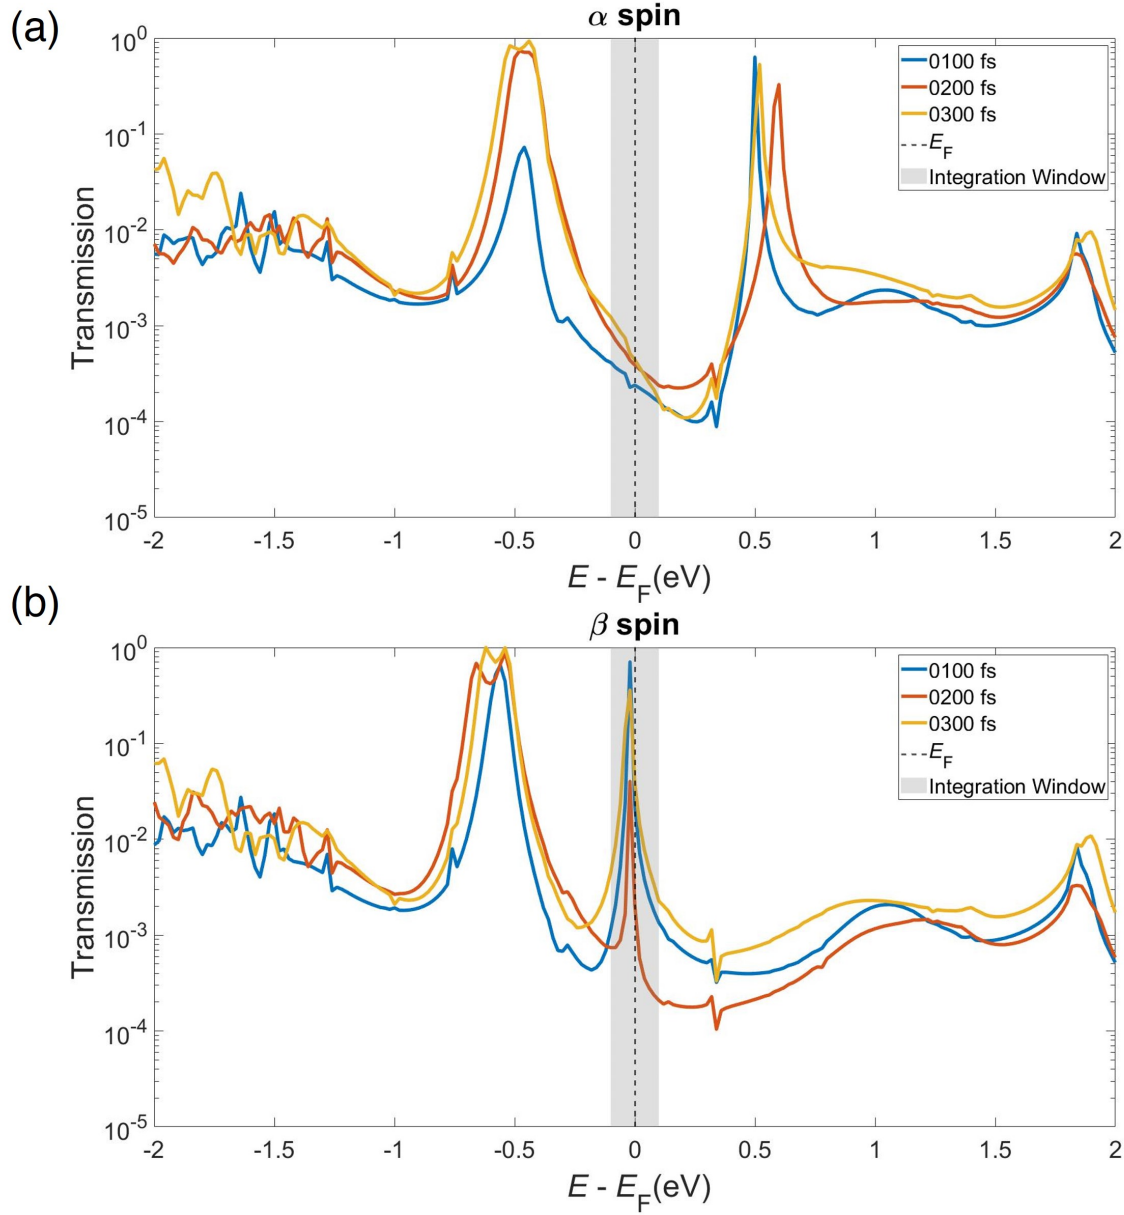 (a)
α spin
Transmission
10^0
10^-1
10^-2
10^-3
10^-4
10^-5
0100 fs
0200 fs
0300 fs
E_F
Integration Window
-2 -1.5 -1 -0.5 0 0.5 1 1.5 2
E - E_F(eV)
(b)
β spin
Transmission
10^0
10^-1
10^-2
10^-3
10^-4
10^-5
0100 fs
0200 fs
0300 fs
E_F
Integration Window
-2 -1.5 -1 -0.5 0 0.5 1 1.5 2
E - E_F(eV)